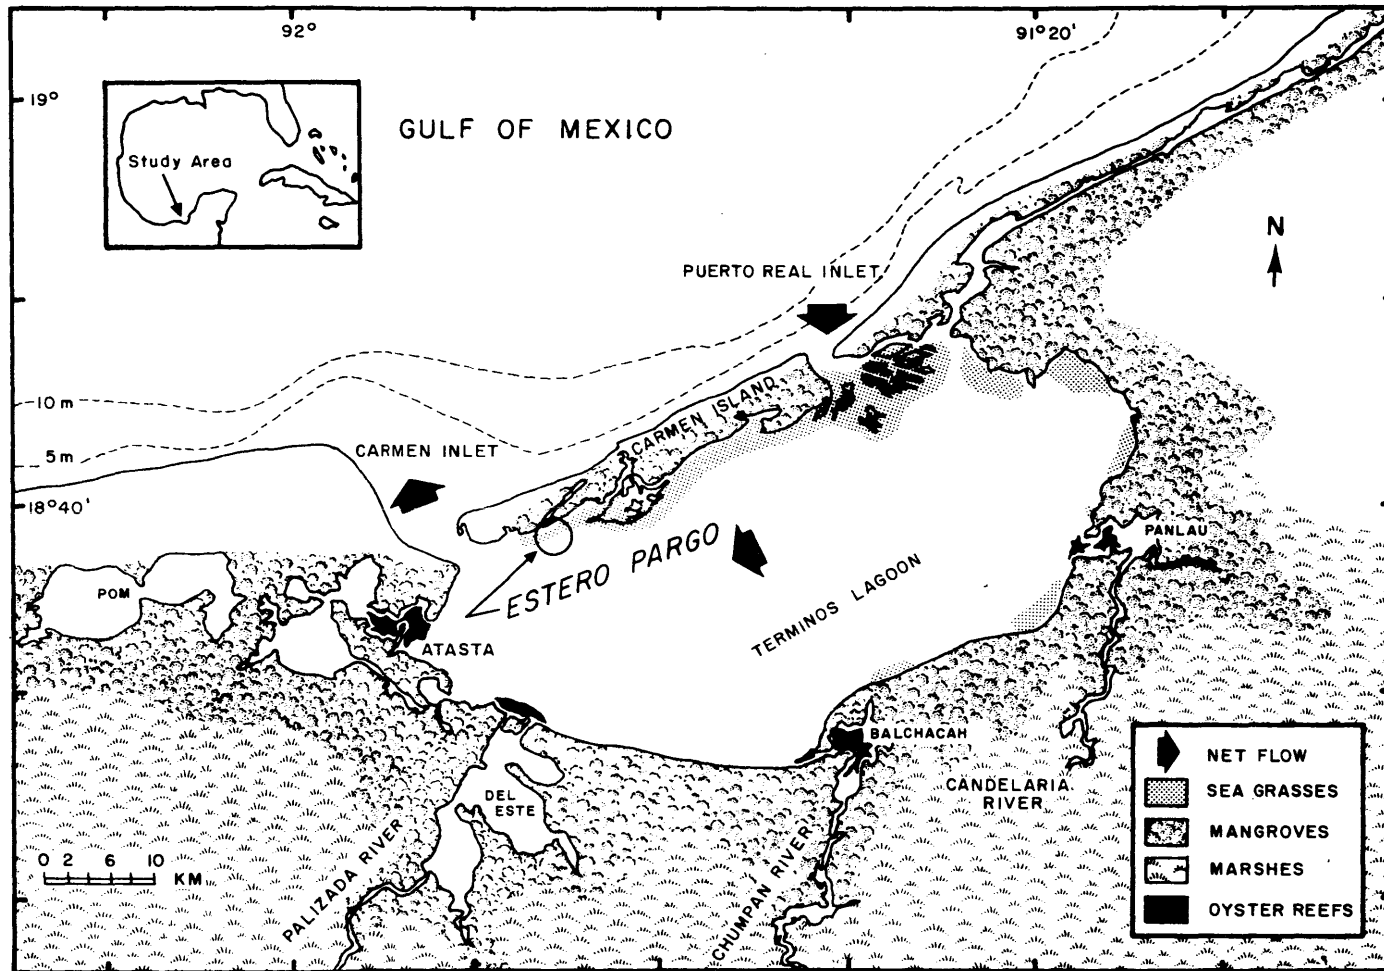 92°
91°20'
19°
GULF OF MEXICO
Study Area
N
PUERTO REAL INLET
10 m
5 m
CARMEN ISLAND
CARMEN INLET
18°40'
ESTERO PARGO
PANLAU
POM
TERMINOS LAGOON
ATASTA
BALCHACAH
NET FLOW
CANDELARIA
RIVER
SEA GRASSES
DEL
ESTE
MANGROVES
0 2 6 10
KM
MARSHES
PALIZADA RIVER
CHUMPAN RIVER
OYSTER REEFS